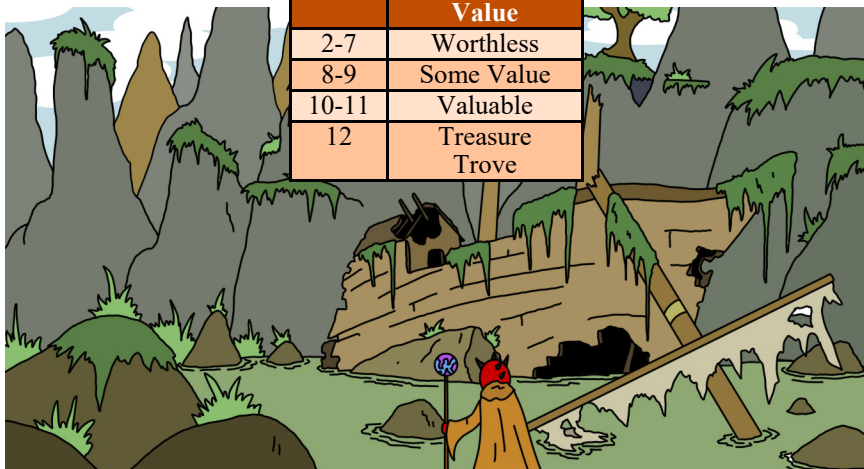 Value
2-7 Worthless
8-9 Some Value
10-11 Valuable
12 Treasure
Trove